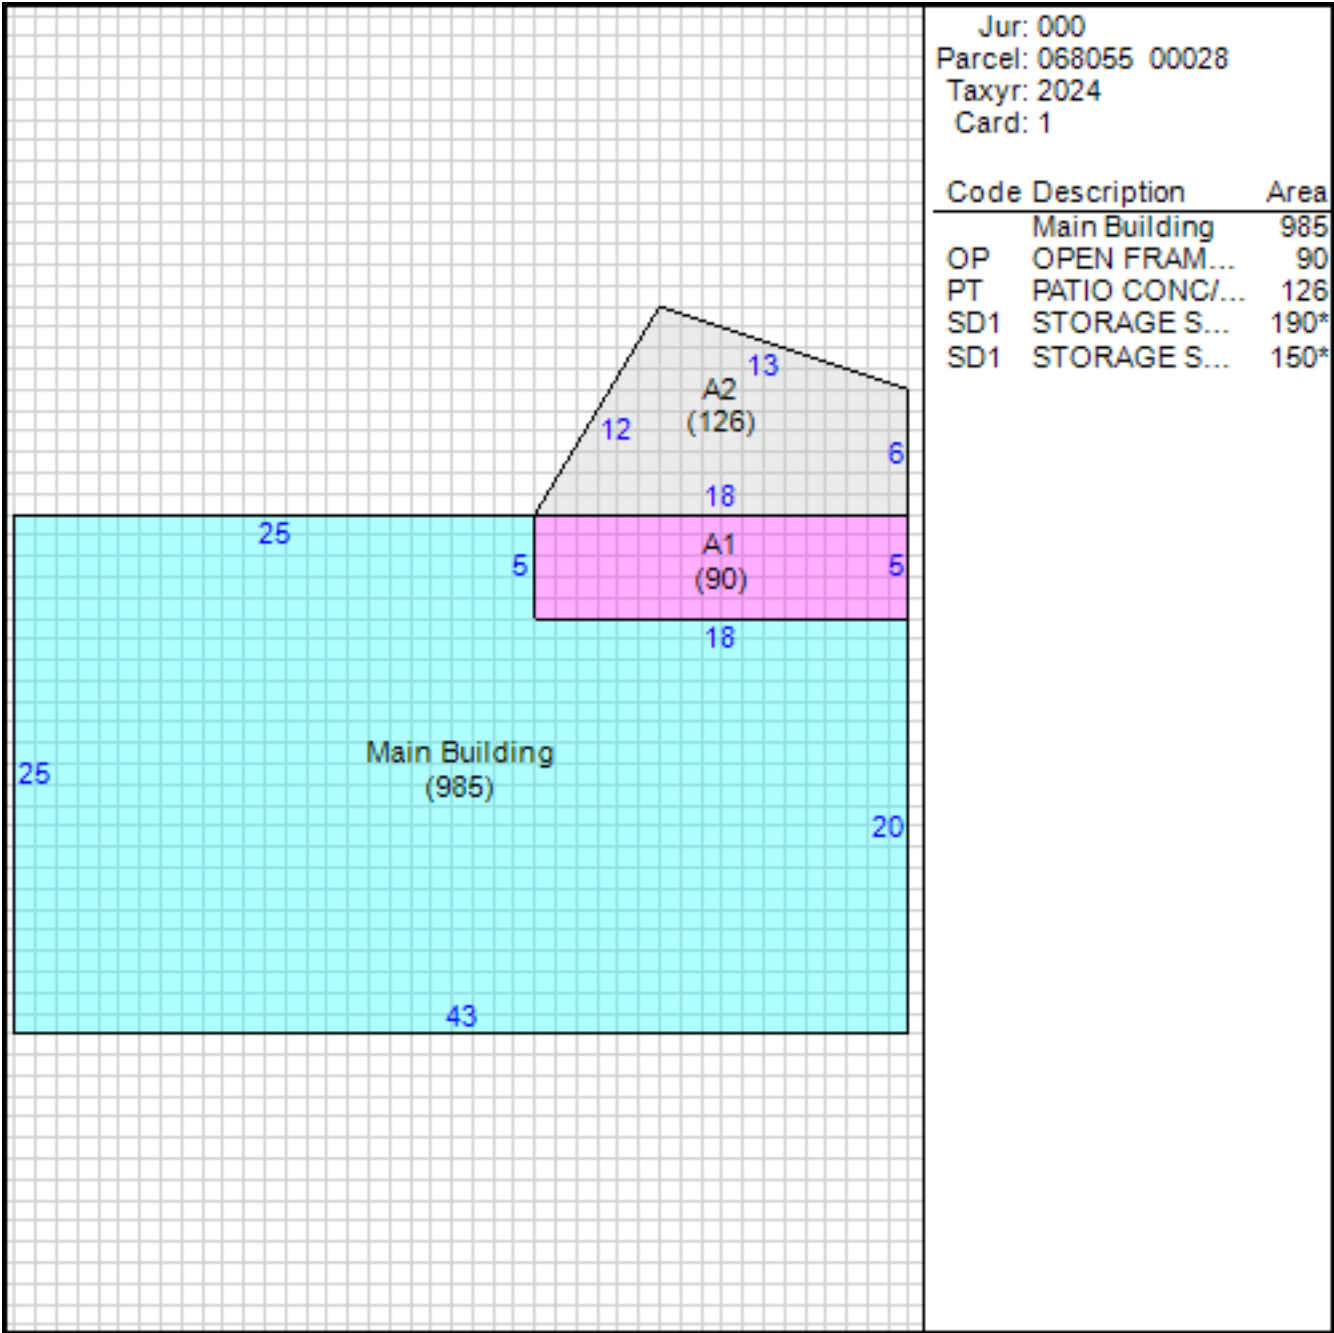 Jur: 000
Parcel: 068055 00028
Taxyr: 2024
Card: 1
Code Description Area
Main Building 985
OP OPEN FRAM... 90
PT PATIO CONC/... 126
SD1 STORAGE S... 190*
SD1 STORAGE S... 150*
13
A2
(126)
12
6
18
25
A1
5
5
(90)
18
Main Building
25
(985)
20
43